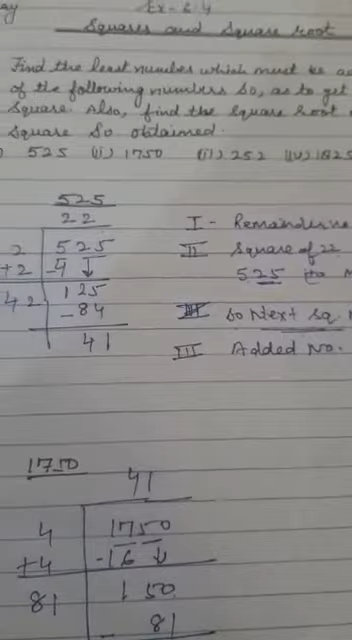 Ex-6.4
Squares and Square Root
Find the least number which must be
of the following numbers so, as to get
Square. Also, find the square root
Square So obtained.
525 (ii) 1750 (iii) 252 (iv) 1825
525
22
2 525
+2 -4 ↓
42 125
-84
41
I - Remainder
II Square of 22
525
III So Next Sq
III Added No.
1750
41
4 1750
+4 -16 ↓
81 150
81